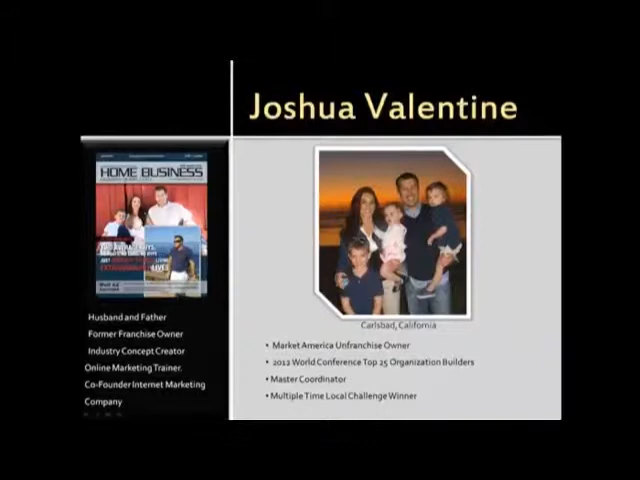 Joshua Valentine
HOME BUSINESS
Husband and Father
Former Franchise Owner
Industry Concept Creator
Online Marketing Trainer.
Co-Founder Internet Marketing
Company
Carlsbad, California
• Market America Unfranchise Owner
• 2012 World Conference Top 25 Organization Builders
• Master Coordinator
• Multiple Time Local Challenge Winner